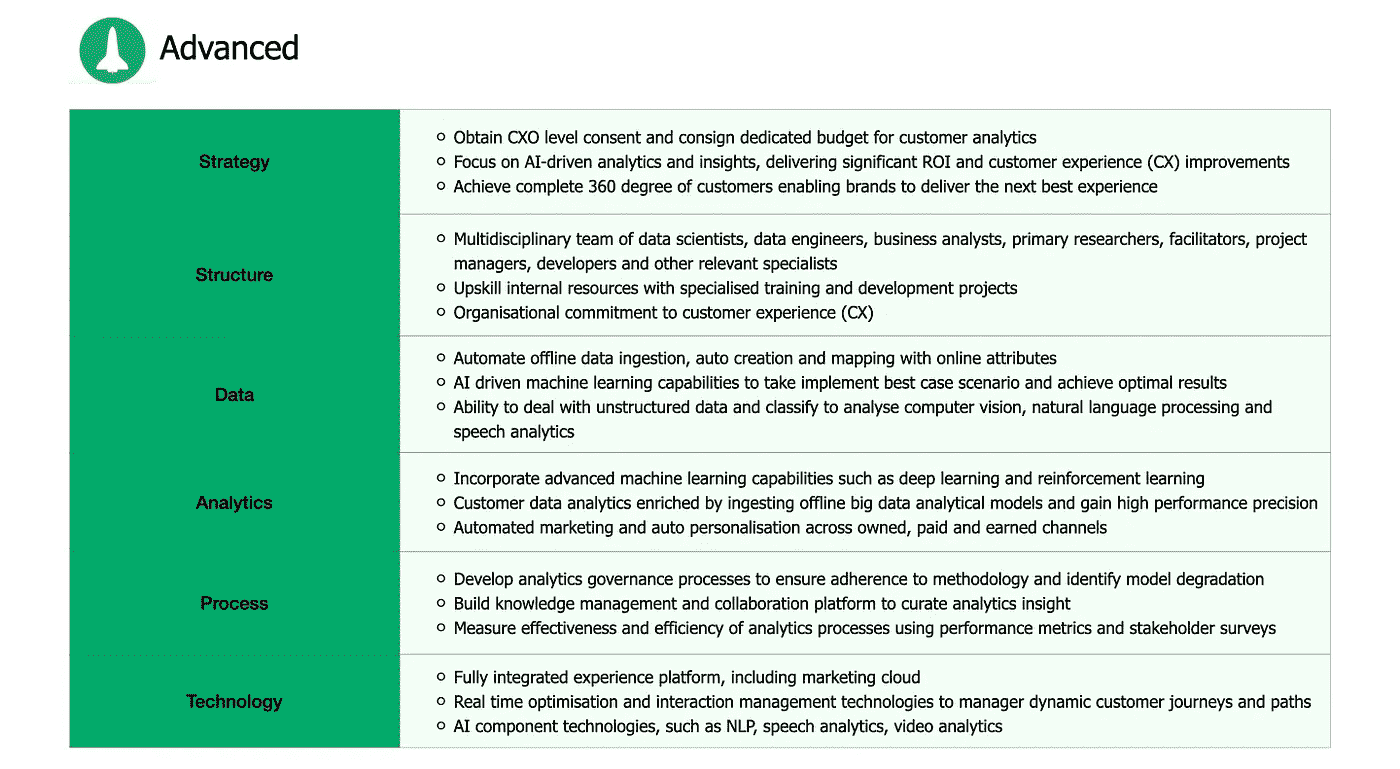 Advanced
Strategy
Obtain CXO level consent and consign dedicated budget for customer analytics
Focus on AI-driven analytics and insights, delivering significant ROI and customer experience (CX) improvements
Achieve complete 360 degree of customers enabling brands to deliver the next best experience
Structure
Multidisciplinary team of data scientists, data engineers, business analysts, primary researchers, facilitators, project
managers, developers and other relevant specialists
Upskill internal resources with specialised training and development projects
Organisational commitment to customer experience (CX)
Data
Automate offline data ingestion, auto creation and mapping with online attributes
AI driven machine learning capabilities to take implement best case scenario and achieve optimal results
Ability to deal with unstructured data and classify to analyse computer vision, natural language processing and
speech analytics
Analytics
Incorporate advanced machine learning capabilities such as deep learning and reinforcement learning
Customer data analytics enriched by ingesting offline big data analytical models and gain high performance precision
Automated marketing and auto personalisation across owned, paid and earned channels
Process
Develop analytics governance processes to ensure adherence to methodology and identify model degradation
Build knowledge management and collaboration platform to curate analytics insight
Measure effectiveness and efficiency of analytics processes using performance metrics and stakeholder surveys
Technology
Fully integrated experience platform, including marketing cloud
Real time optimisation and interaction management technologies to manager dynamic customer journeys and paths
AI component technologies, such as NLP, speech analytics, video analytics